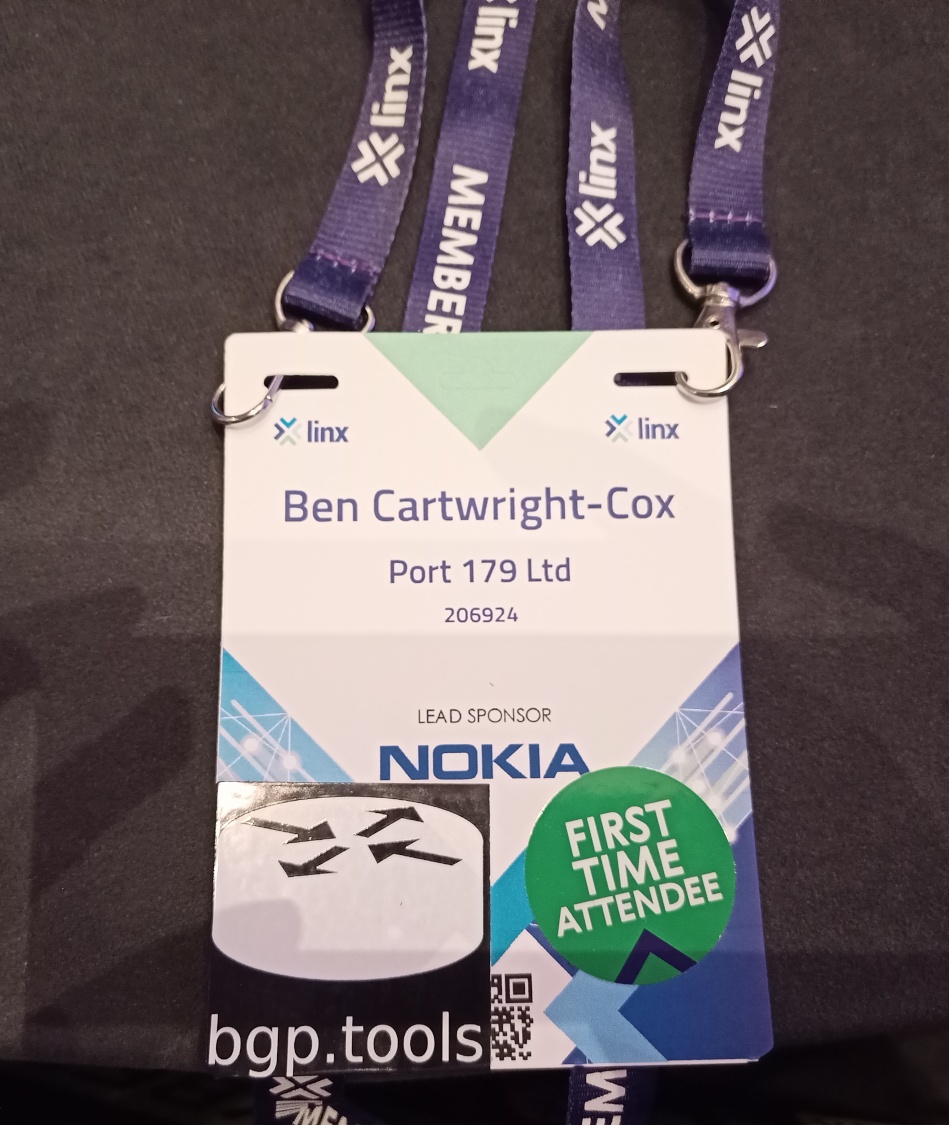 linx
linx
MEMBER
linx
linx
linx
linx
Ben Cartwright-Cox
Port 179 Ltd
206924
LEAD SPONSOR
NOKIA
FIRST
TIME
ATTENDEE
bgp.tools